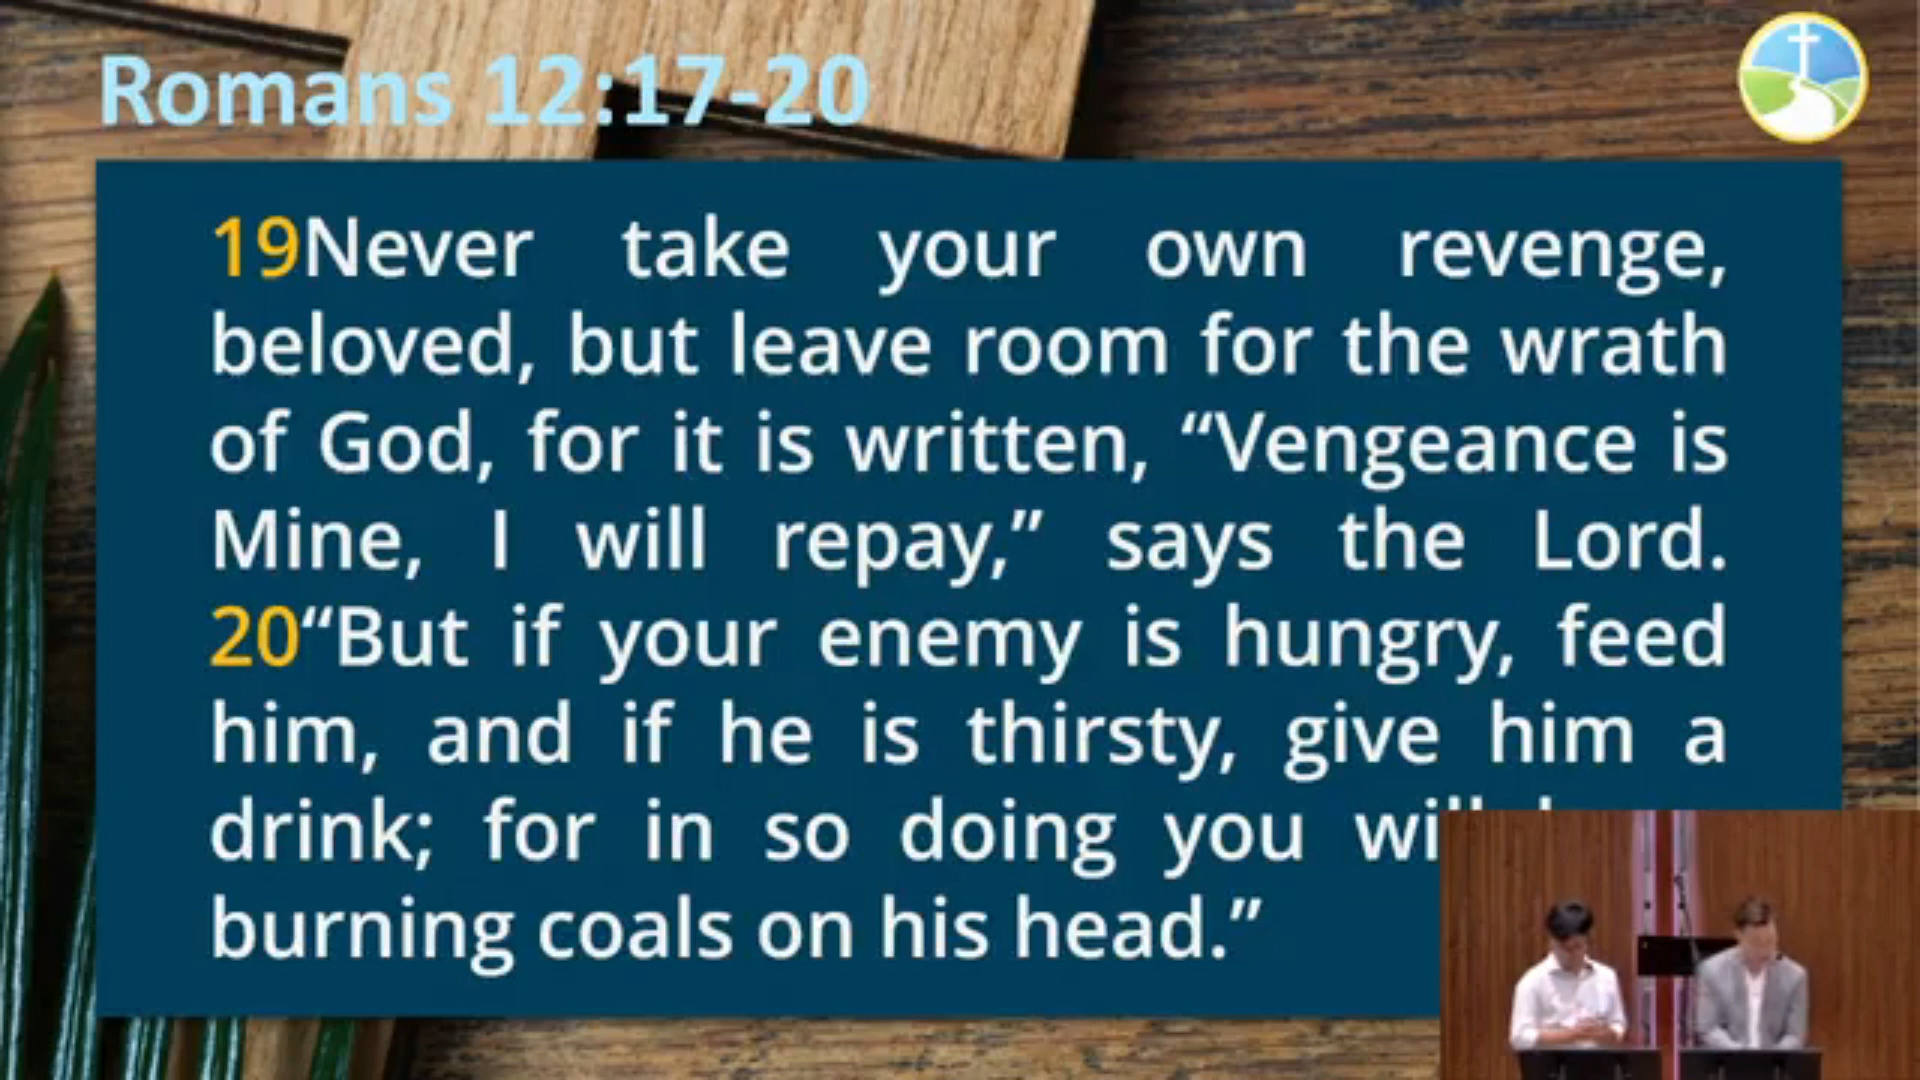 Romans 12:17-20
19Never take your own revenge,
beloved, but leave room for the wrath
of God, for it is written, “Vengeance is
Mine, I will repay,” says the Lord.
20“But if your enemy is hungry, feed
him, and if he is thirsty, give him a
drink; for in so doing you will
burning coals on his head.”